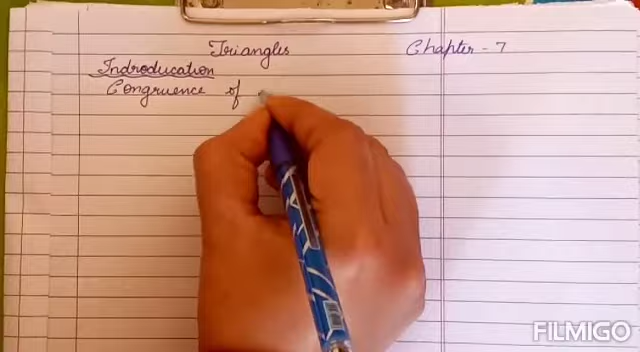 Triangles Chapter - 7
Indroducation
Congruence of
FILMIGO